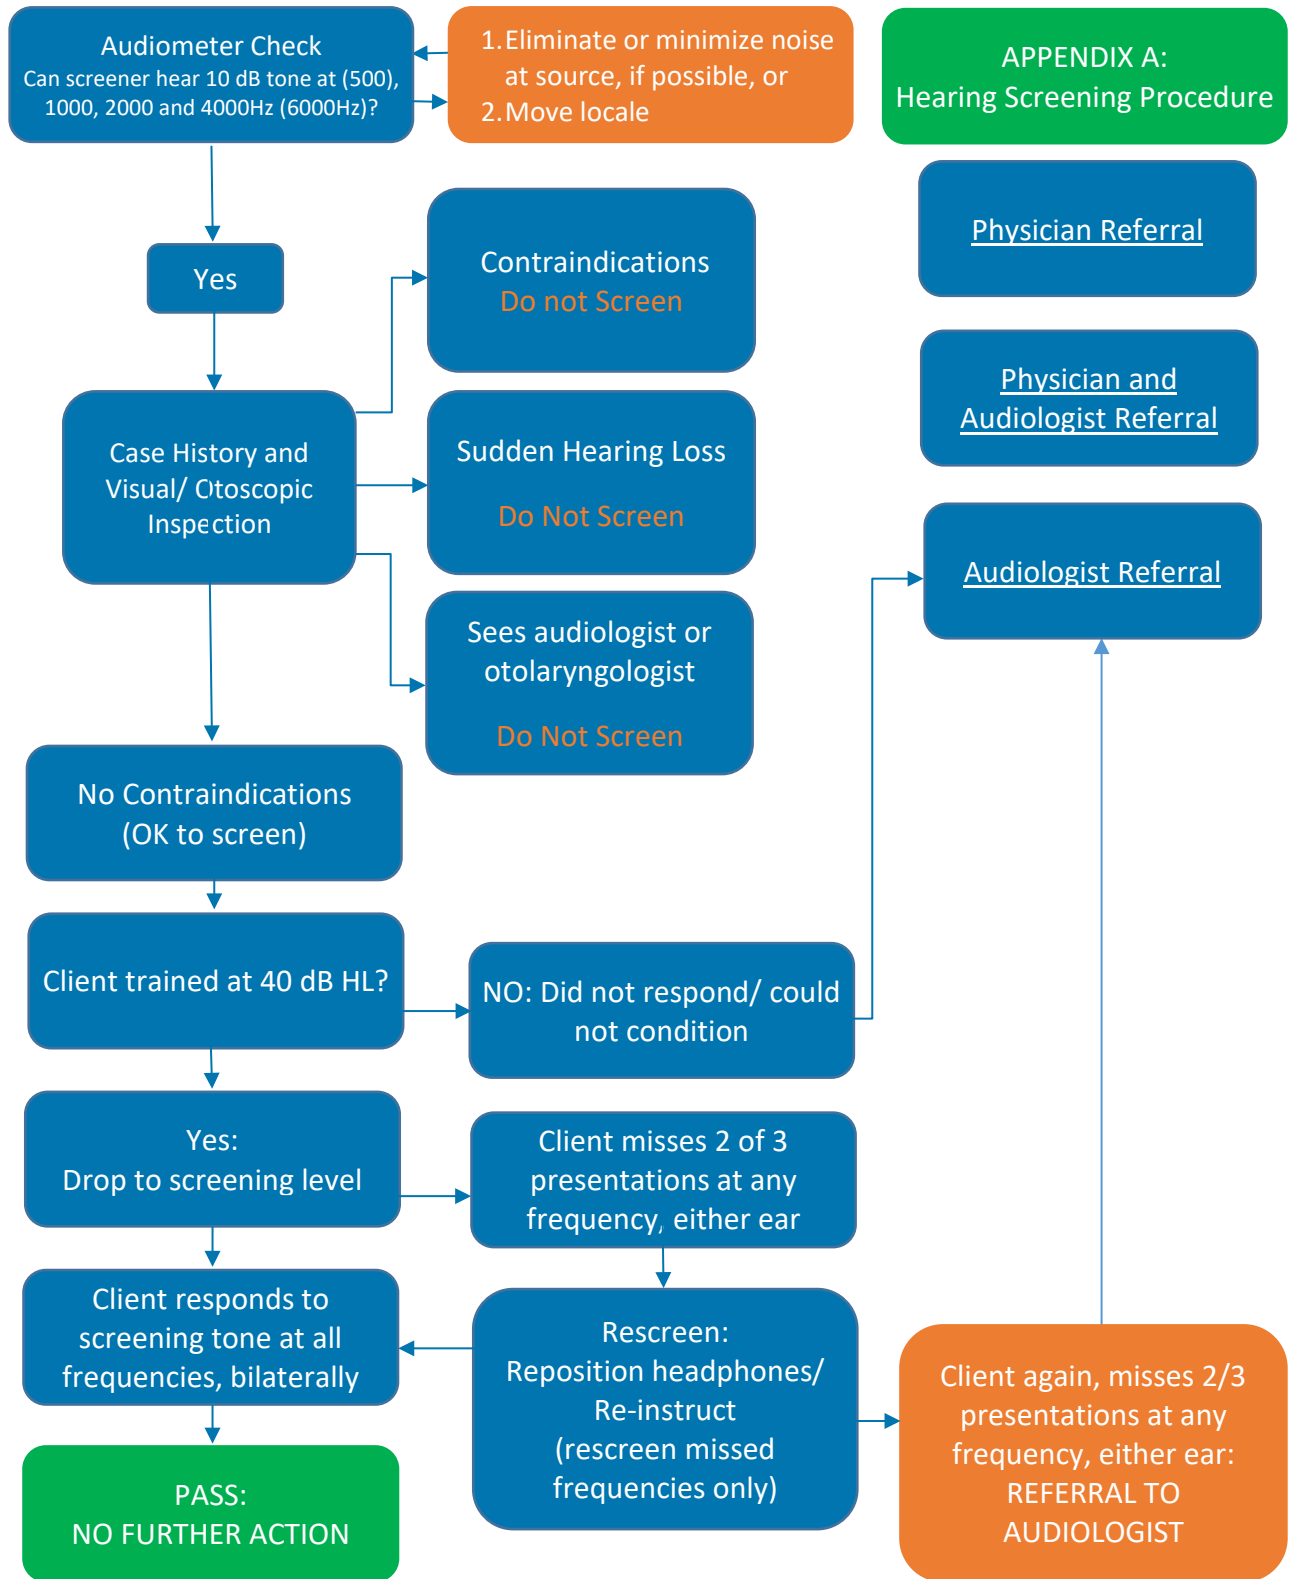 Audiometer Check
Can screener hear 10 dB tone at (500),
1000, 2000 and 4000Hz (6000Hz)?
1.Eliminate or minimize noise
at source, if possible, or
2.Move locale
APPENDIX A:
Hearing Screening Procedure
Physician Referral
Yes
Contraindications
Do not Screen
Physician and
Audiologist Referral
Case History and
Visual/ Otoscopic
Inspection
Sudden Hearing Loss
Do Not Screen
Audiologist Referral
Sees audiologist or
otolaryngologist
Do Not Screen
No Contraindications
(OK to screen)
Client trained at 40 dB HL?
NO: Did not respond/ could
not condition
Yes:
Drop to screening level
Client misses 2 of 3
presentations at any
frequency, either ear
Client responds to
screening tone at all
frequencies, bilaterally
Rescreen:
Reposition headphones/
Re-instruct
(rescreen missed
frequencies only)
Client again, misses 2/3
presentations at any
frequency, either ear:
REFERRAL TO
AUDIOLOGIST
PASS:
NO FURTHER ACTION